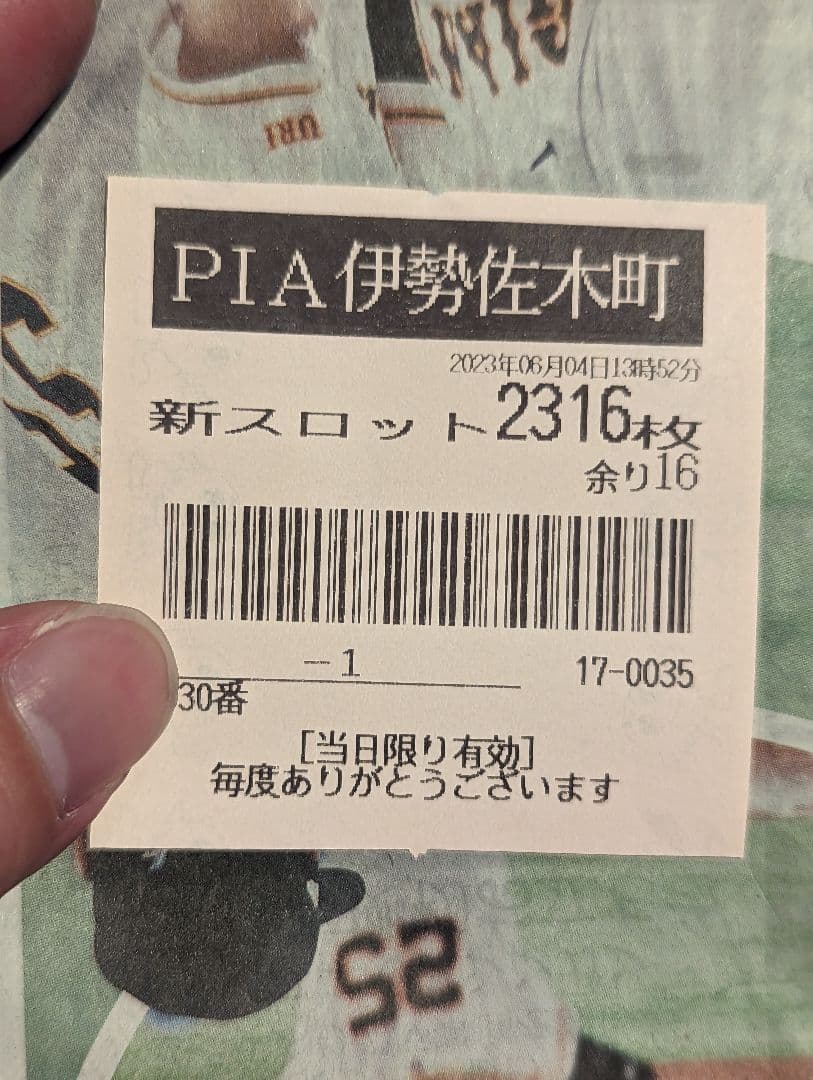 GIAN
URI
PIA伊勢佐木町
2023年06月04日13時52分
新スロット2316枚
余り16
-1
17-0035
30番
[当日限り有効]
毎度ありがとうございます
52